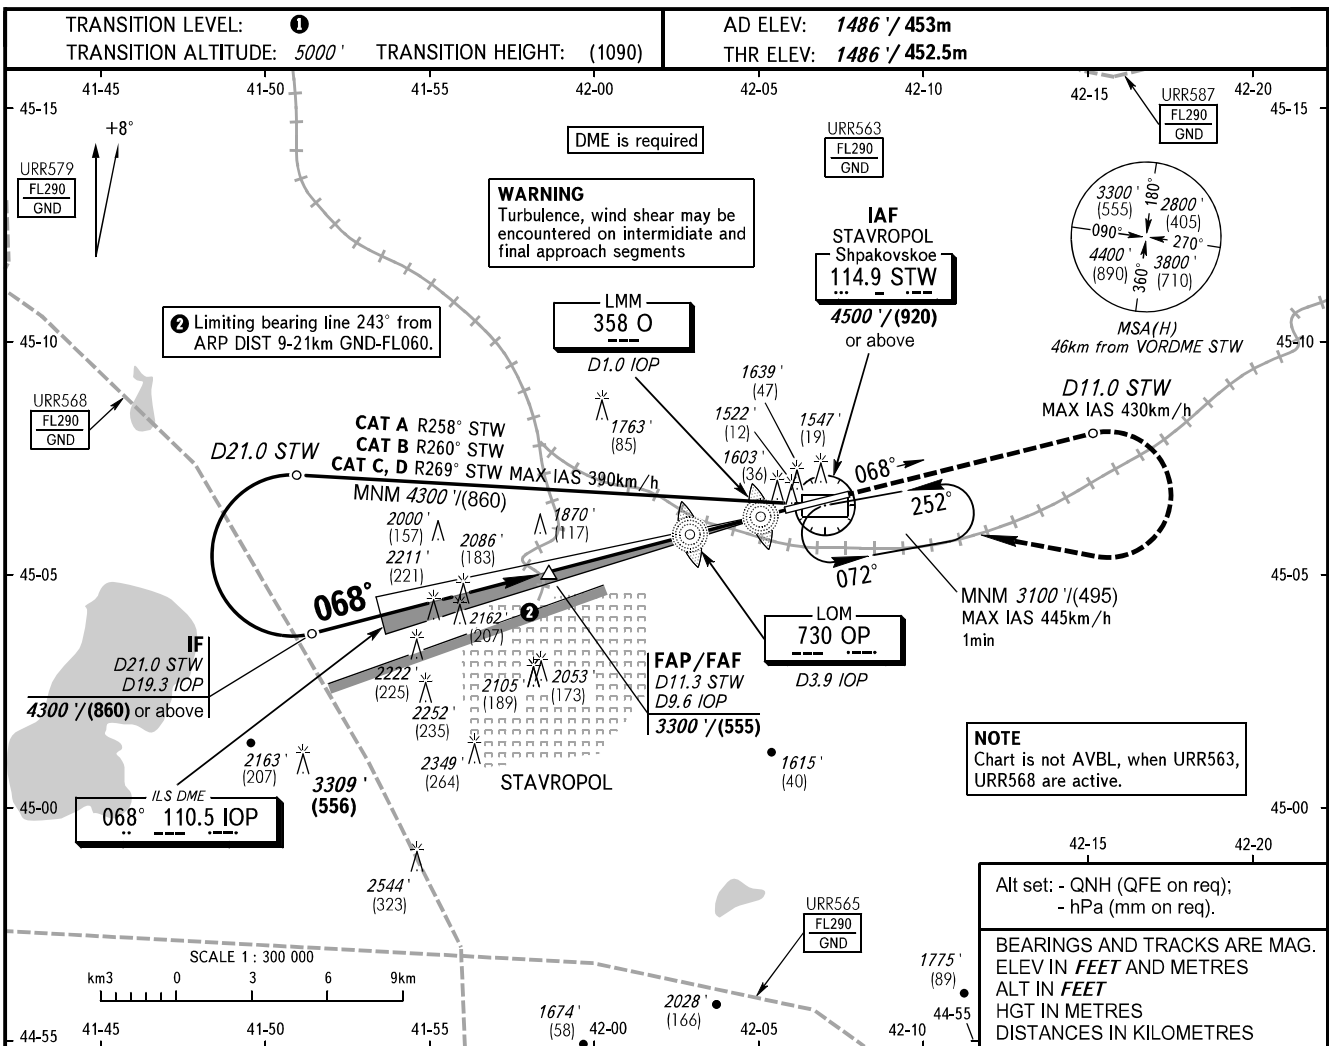 TRANSITION LEVEL: ❶
TRANSITION ALTITUDE: 5000' TRANSITION HEIGHT: (1090)
AD ELEV: 1486'/ 453m
THR ELEV: 1486'/ 452.5m
41-45 41-50 41-55 42-00 42-05 42-10 42-15 42-20
45-15 45-15
+8°
URR579
FL290
GND
DME is required
URR563
FL290
GND
URR587
FL290
GND
WARNING
Turbulence, wind shear may be
encountered on intermidiate and
final approach segments
IAF
STAVROPOL
Shpakovskoe
114.9 STW
4500'/(920)
or above
3300'
(555)
180°
2800'
(405)
090°
270°
4400'
(890)
360°
3800'
(710)
MSA(H)
46km from VORDME STW
❷ Limiting bearing line 243° from
ARP DIST 9-21km GND-FL060.
LMM
358 O
D1.0 IOP
45-10 45-10
URR568
FL290
GND
1639'
(47)
1522'
(12)
1547'
(19)
1603'
(36)
1763'
(85)
D11.0 STW
MAX IAS 430km/h
D21.0 STW
CAT A R258° STW
CAT B R260° STW
CAT C, D R269° STW MAX IAS 390km/h
MNM 4300'/(860)
068°
252°
072°
2000'
(157)
1870'
(117)
2086'
(183)
2211'
(221)
45-05 45-05
068°
2162'
(207)
❷
MNM 3100'/(495)
MAX IAS 445km/h
1min
LOM
730 OP
D3.9 IOP
IF
D21.0 STW
D19.3 IOP
4300'/(860) or above
FAP/FAF
D11.3 STW
D9.6 IOP
3300'/(555)
2222'
(225)
2105'
(189)
2053'
(173)
2252'
(235)
2163'
(207)
3309'
(556)
2349'
(264)
STAVROPOL
1615'
(40)
NOTE
Chart is not AVBL, when URR563,
URR568 are active.
ILS DME
068° 110.5 IOP
45-00 45-00
42-15 42-20
2544'
(323)
URR565
FL290
GND
Alt set: - QNH (QFE on req);
- hPa (mm on req).
BEARINGS AND TRACKS ARE MAG.
ELEV IN FEET AND METRES
ALT IN FEET
HGT IN METRES
DISTANCES IN KILOMETRES
SCALE 1 : 300 000
km3 0 3 6 9km
1775'
(89)
2028'
(166)
1674'
(58)
44-55 44-55
41-45 41-50 41-55 42-00 42-05 42-10